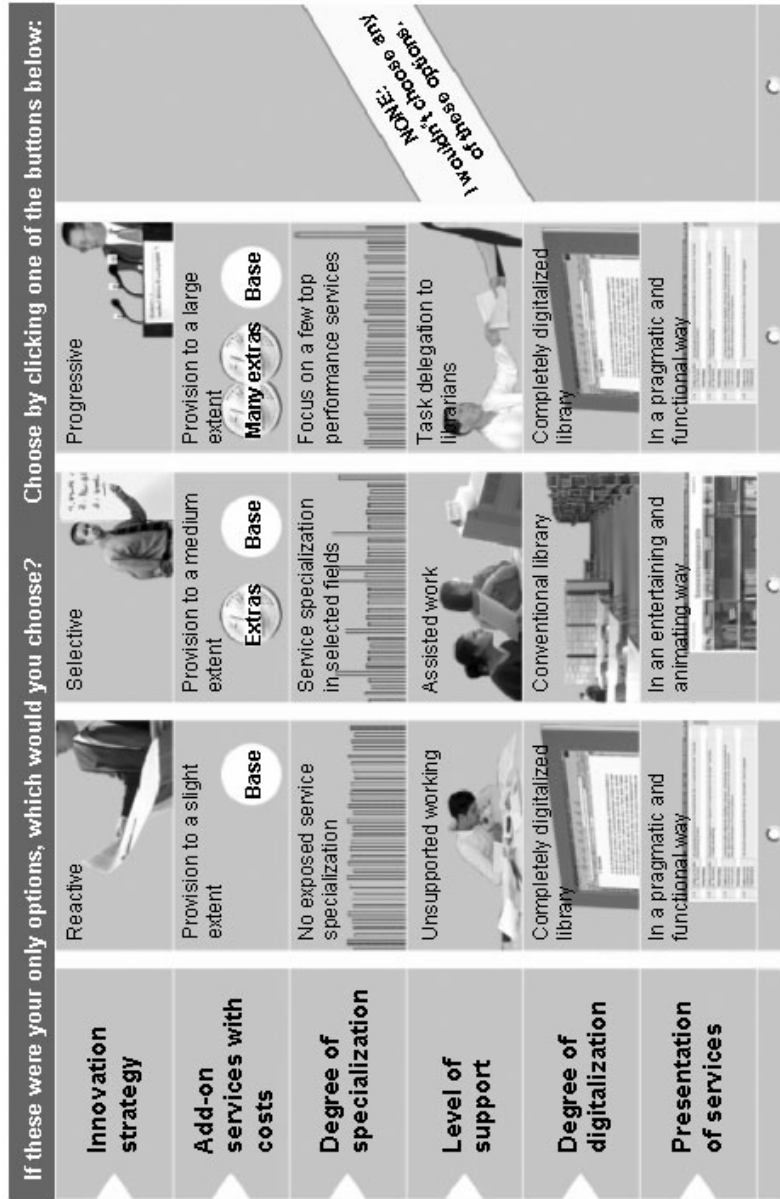 If these were your only options, which would you choose? Choose by clicking one of the buttons below:
Innovation
strategy
Reactive
Selective
Progressive
Add-on
services with
costs
Provision to a slight
extent
Base
Provision to a medium
extent
Extras
Base
Provision to a large
extent
Many extras
Base
Degree of
specialization
No exposed service
specialization
Service specialization
in selected fields
Focus on a few top
performance services
Level of
support
Unsupported working
Assisted work
Task delegation to
librarians
Degree of
digitalization
Completely digitalized
library
Conventional library
Completely digitalized
library
Presentation
of services
In a pragmatic and
functional way
In an entertaining and
animating way
In a pragmatic and
functional way
NONE:
I wouldn't choose any
of these options.